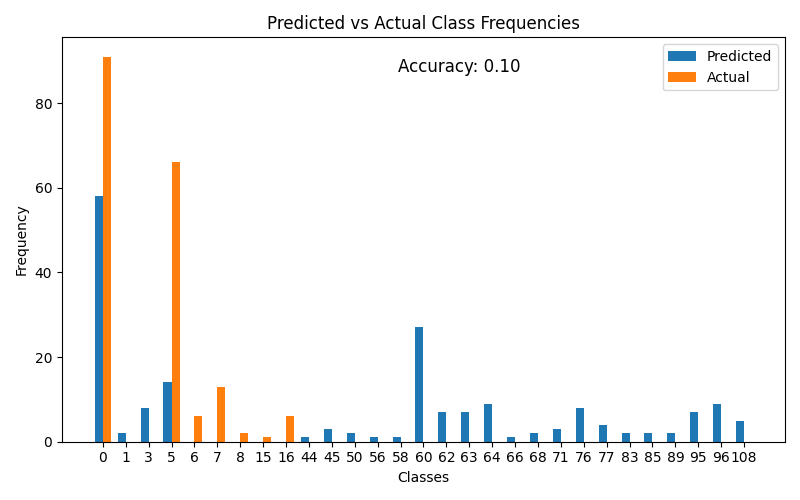 Predicted vs Actual Class Frequencies
Accuracy: 0.10
Predicted
Actual
Frequency
80
60
40
20
0
0 1 3 5 6 7 8 15 16 44 45 50 56 58 60 62 63 64 66 68 71 76 77 83 85 89 95 96 108
Classes